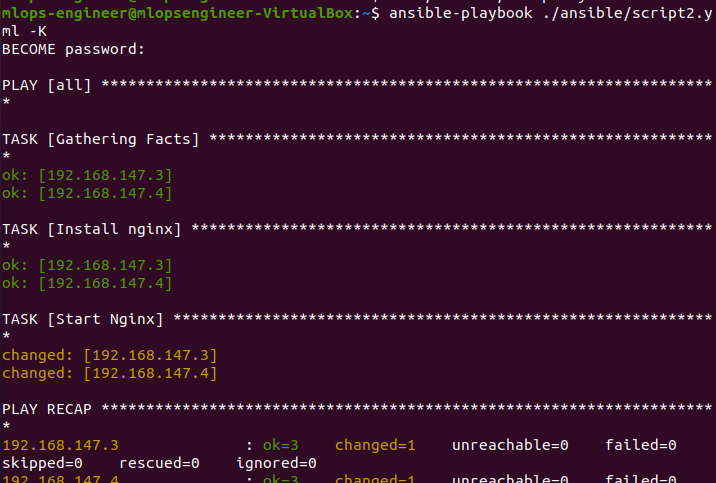 mlops-engineer@mlopsengineer-VirtualBox:~$ ansible-playbook ./ansible/script2.y
ml -K
BECOME password:
PLAY [all] ********************************************************************
*
TASK [Gathering Facts] ********************************************************
*
ok: [192.168.147.3]
ok: [192.168.147.4]
TASK [Install nginx] **********************************************************
*
ok: [192.168.147.3]
ok: [192.168.147.4]
TASK [Start Nginx] ************************************************************
*
changed: [192.168.147.3]
changed: [192.168.147.4]
PLAY RECAP ********************************************************************
*
192.168.147.3              : ok=3    changed=1    unreachable=0    failed=0
skipped=0    rescued=0    ignored=0
192.168.147.4              : ok=3    changed=1    unreachable=0    failed=0